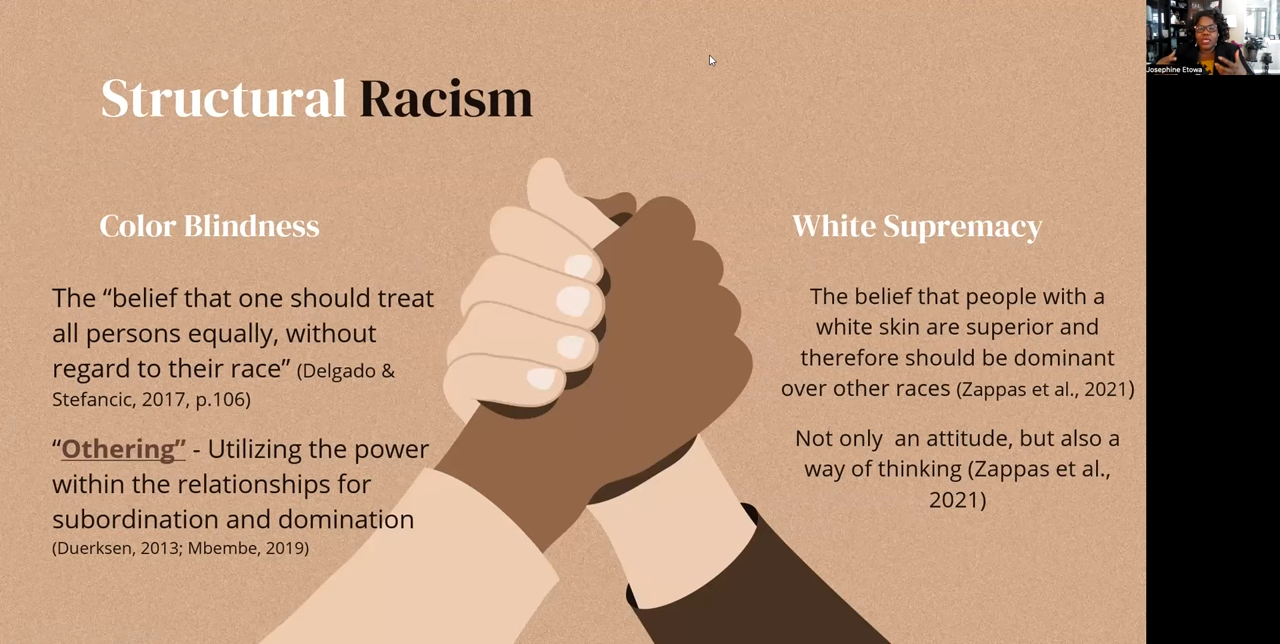 Structural Racism
Color Blindness
The “belief that one should treat
all persons equally, without
regard to their race” (Delgado &
Stefancic, 2017, p.106)
“Othering” - Utilizing the power
within the relationships for
subordination and domination
(Duerksen, 2013; Mbembe, 2019)
White Supremacy
The belief that people with a
white skin are superior and
therefore should be dominant
over other races (Zappas et al., 2021)
Not only  an attitude, but also a
way of thinking (Zappas et al.,
2021)
Josephine Etowa